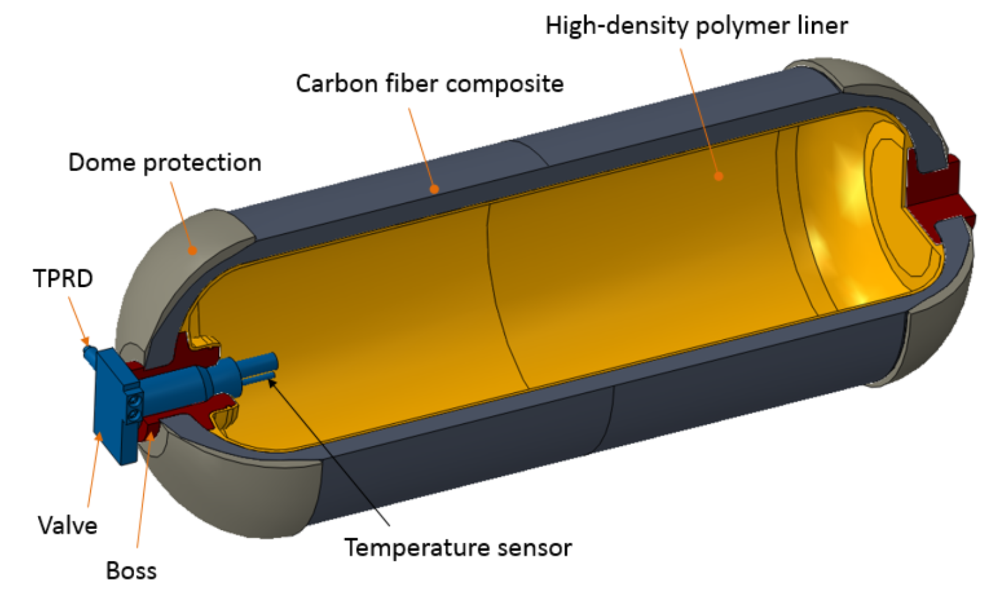 High-density polymer liner
Carbon fiber composite
Dome protection
TPRD
Valve
Temperature sensor
Boss